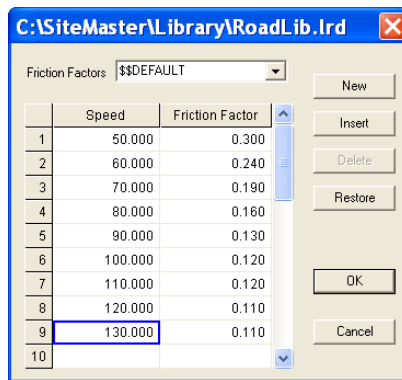 C:\SiteMaster\Library\RoadLib.lrd
Friction Factors $$DEFAULT
New
Insert
Delete
Restore
OK
Cancel
Speed Friction Factor
1 50.000 0.300
2 60.000 0.240
3 70.000 0.190
4 80.000 0.160
5 90.000 0.130
6 100.000 0.120
7 110.000 0.120
8 120.000 0.110
9 130.000 0.110
10